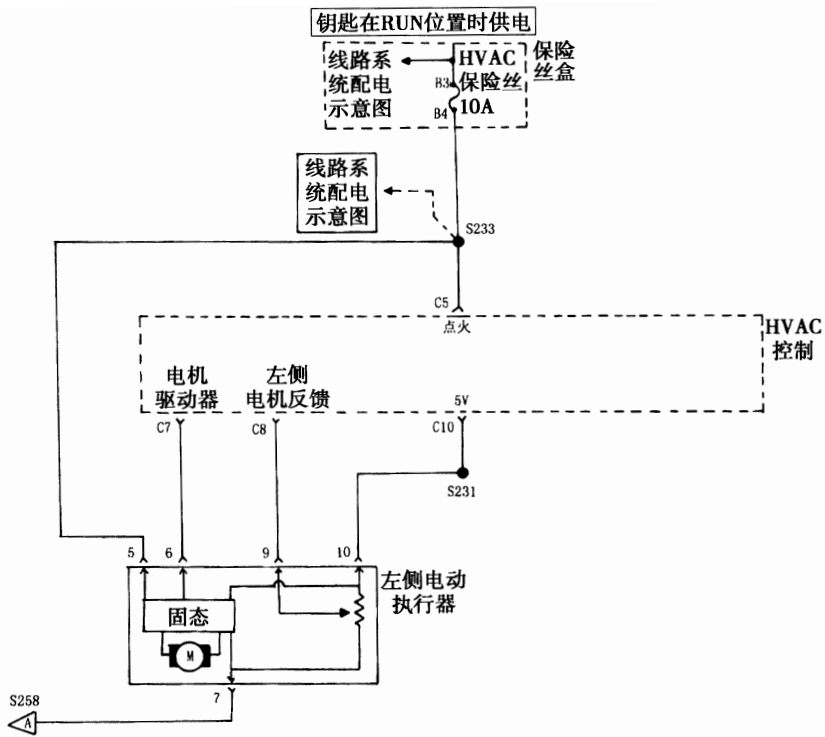 钥匙在RUN位置时供电
线路系
统配电
示意图
HVAC
保险丝
10A
B3
B4
保险
丝盒
线路系
统配电
示意图
S233
C5
点火
HVAC
控制
电机
驱动器
左侧
电机反馈
5V
C7
C8
C10
S231
5
6
9
10
左侧电动
执行器
固态
M
7
S258
A